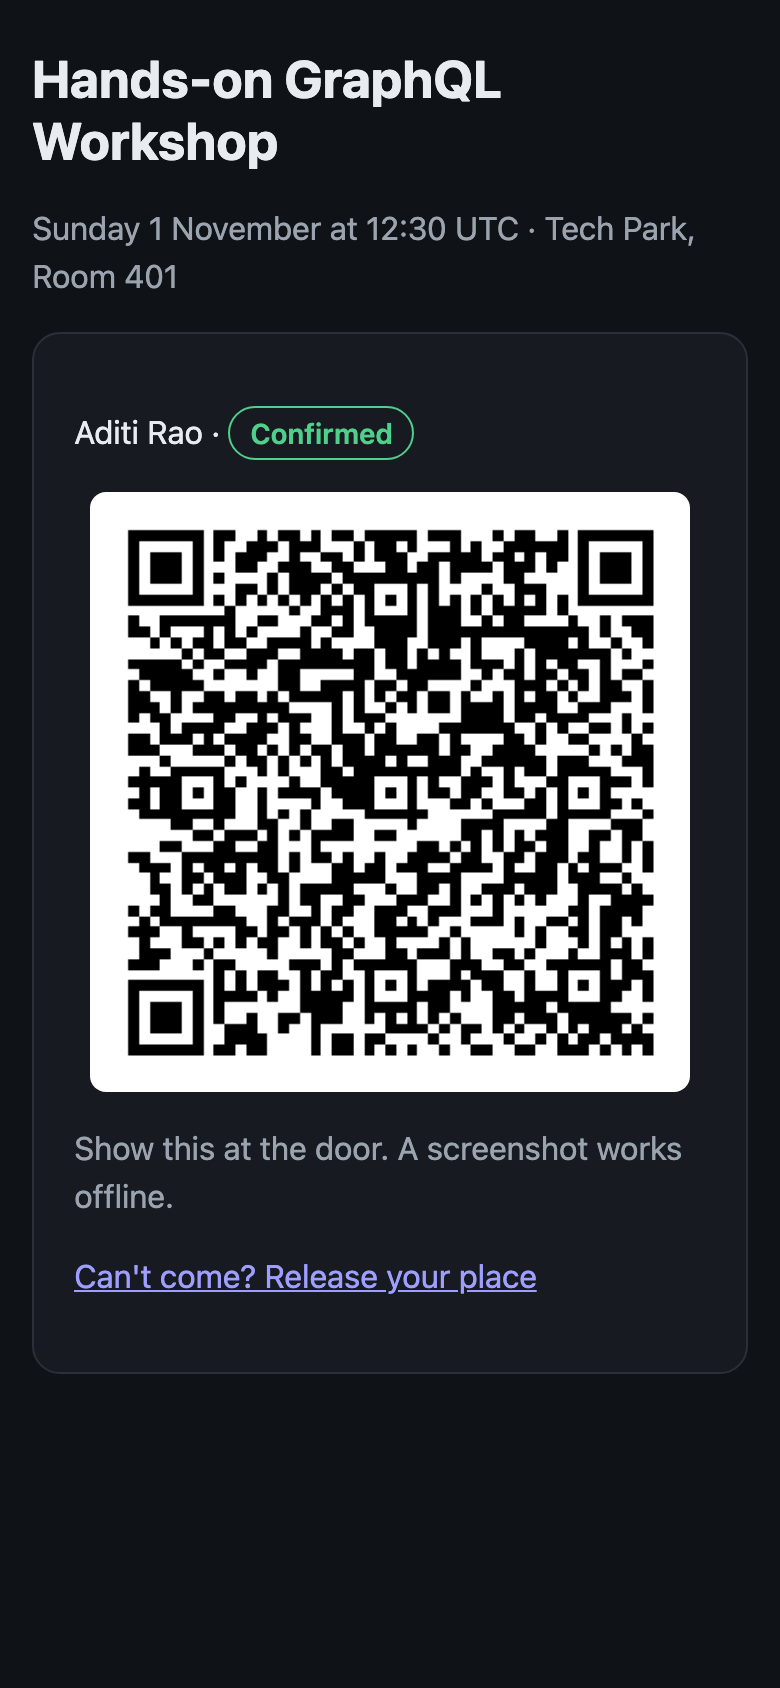 Hands-on GraphQL
Workshop
Sunday 1 November at 12:30 UTC · Tech Park,
Room 401
Aditi Rao · Confirmed
Show this at the door. A screenshot works
offline.
Can't come? Release your place